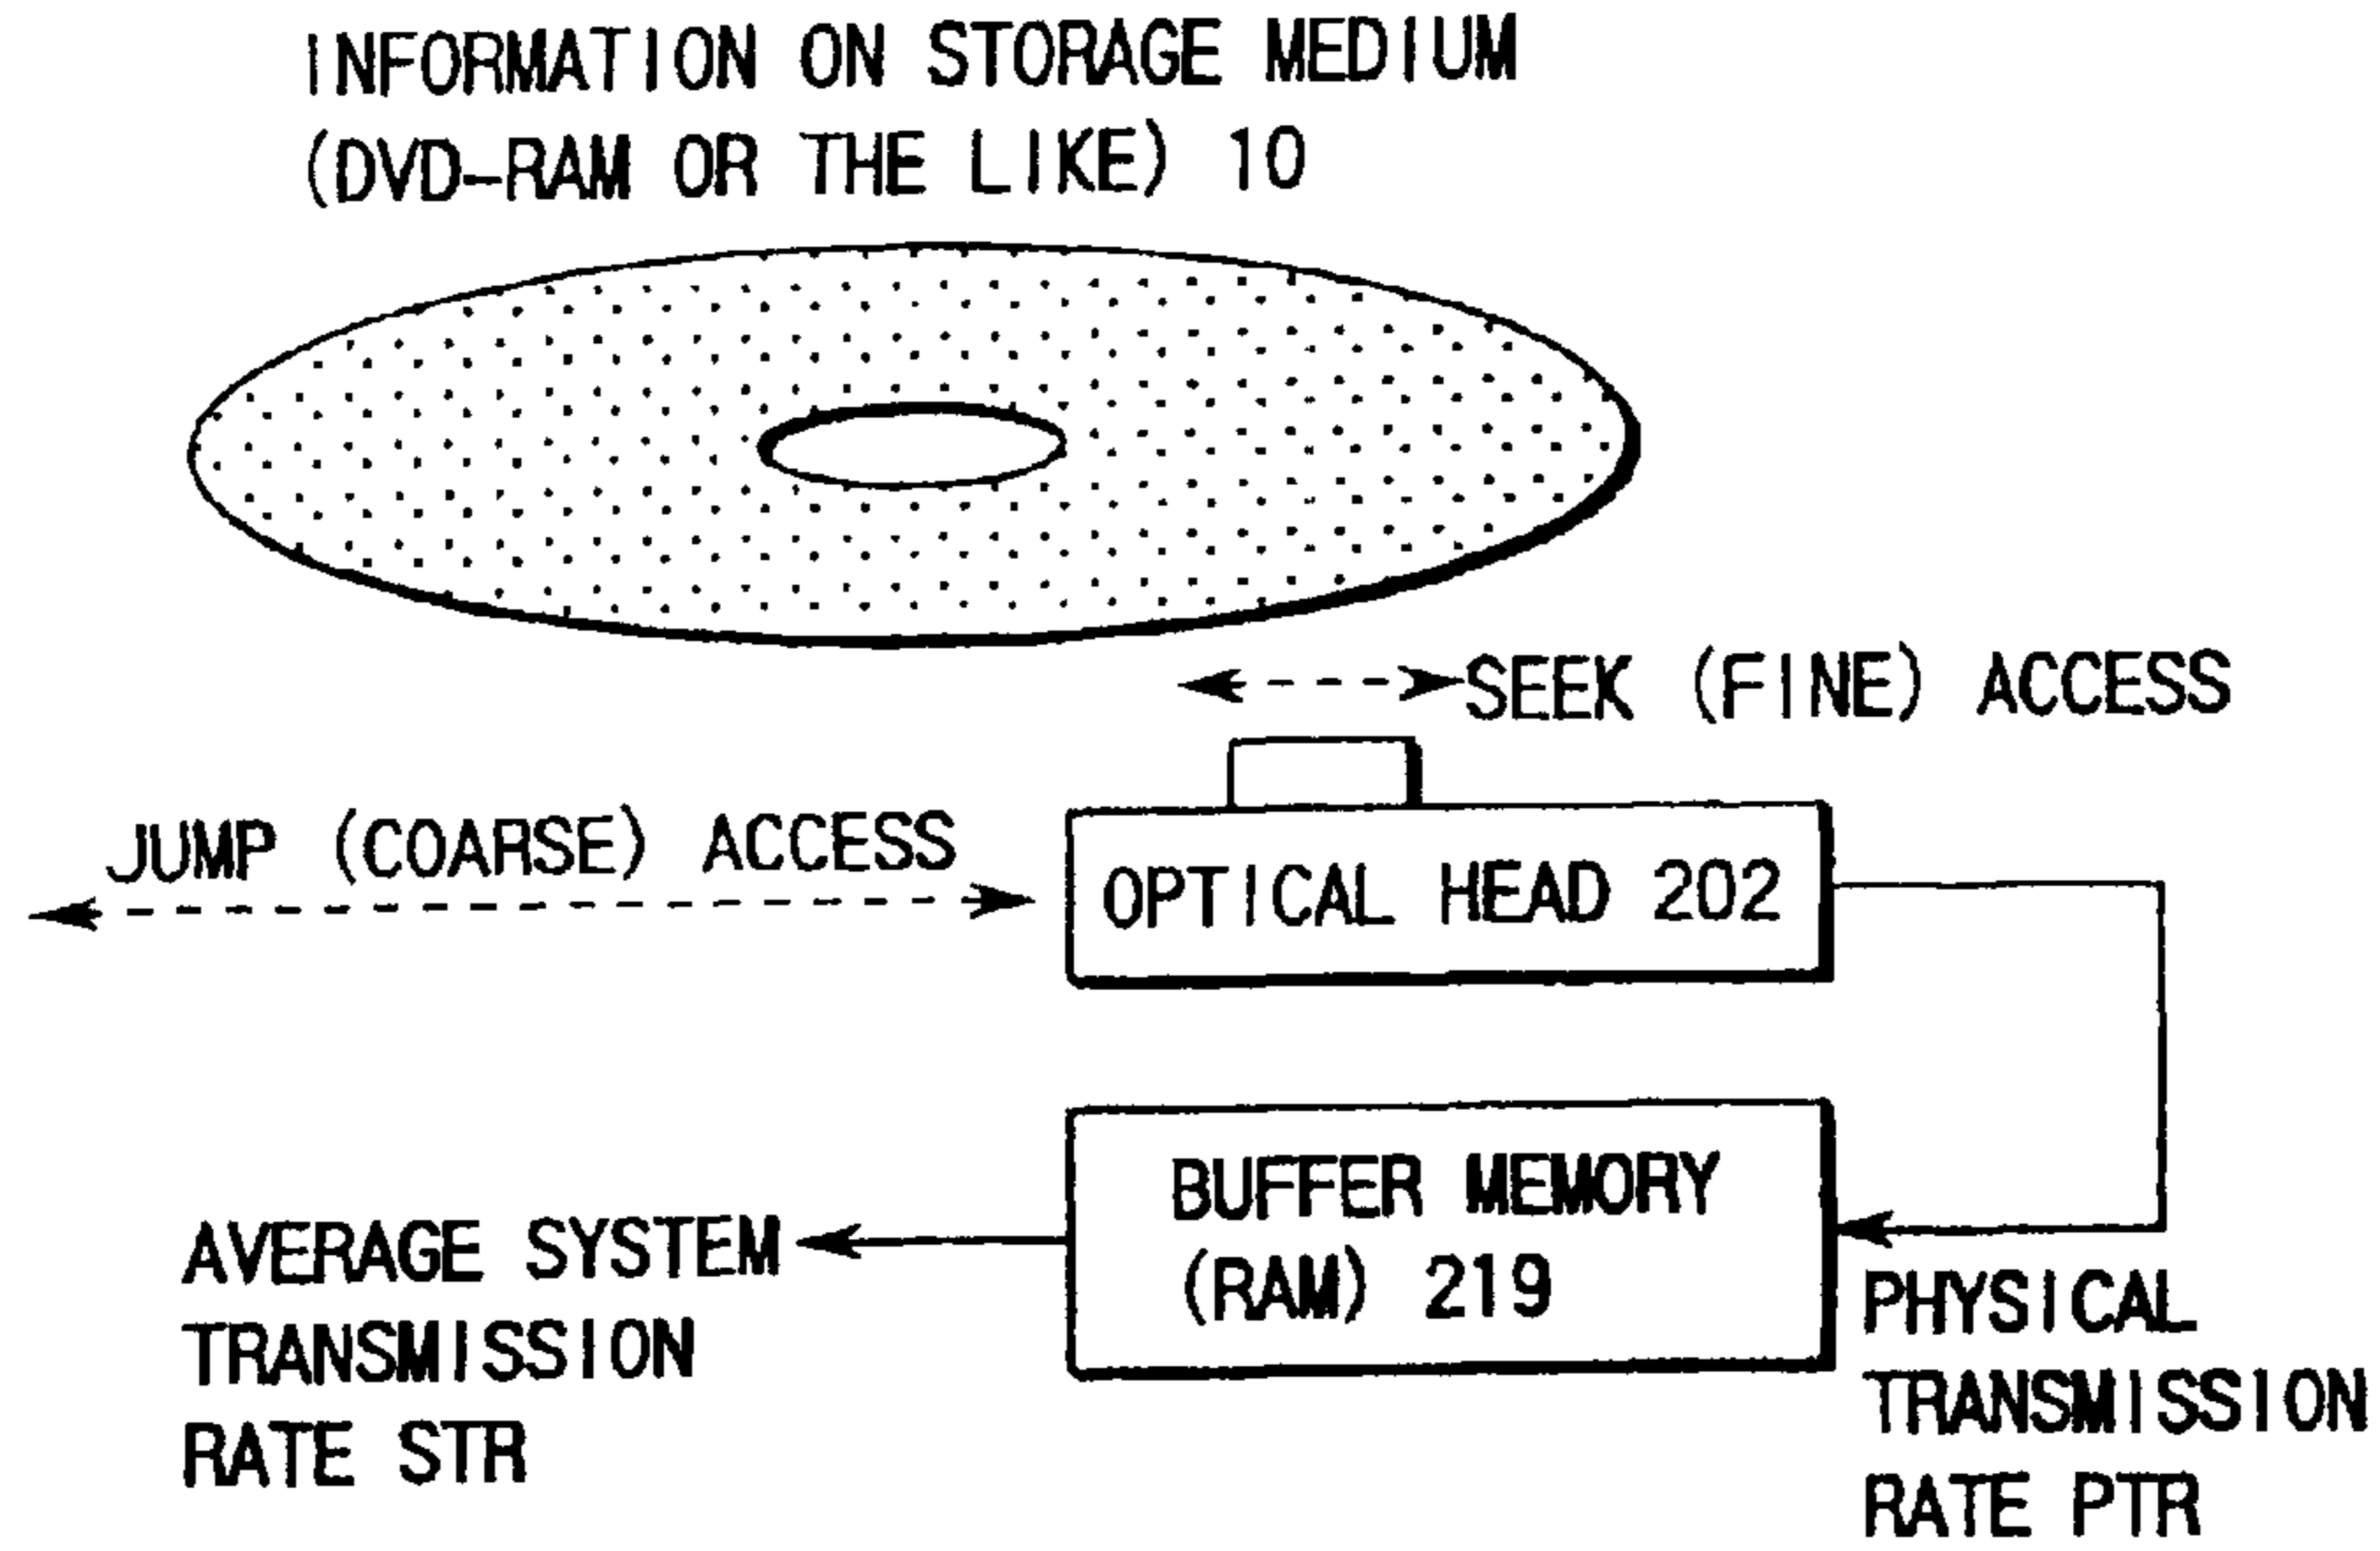 INFORMATION ON STORAGE MEDIUM
(DVD-RAM OR THE LIKE) 10
SEEK (FINE) ACCESS
JUMP (COARSE) ACCESS
OPTICAL HEAD 202
BUFFER MEMORY
(RAM) 219
AVERAGE SYSTEM
TRANSMISSION
RATE STR
PHYSICAL
TRANSMISSION
RATE PTR